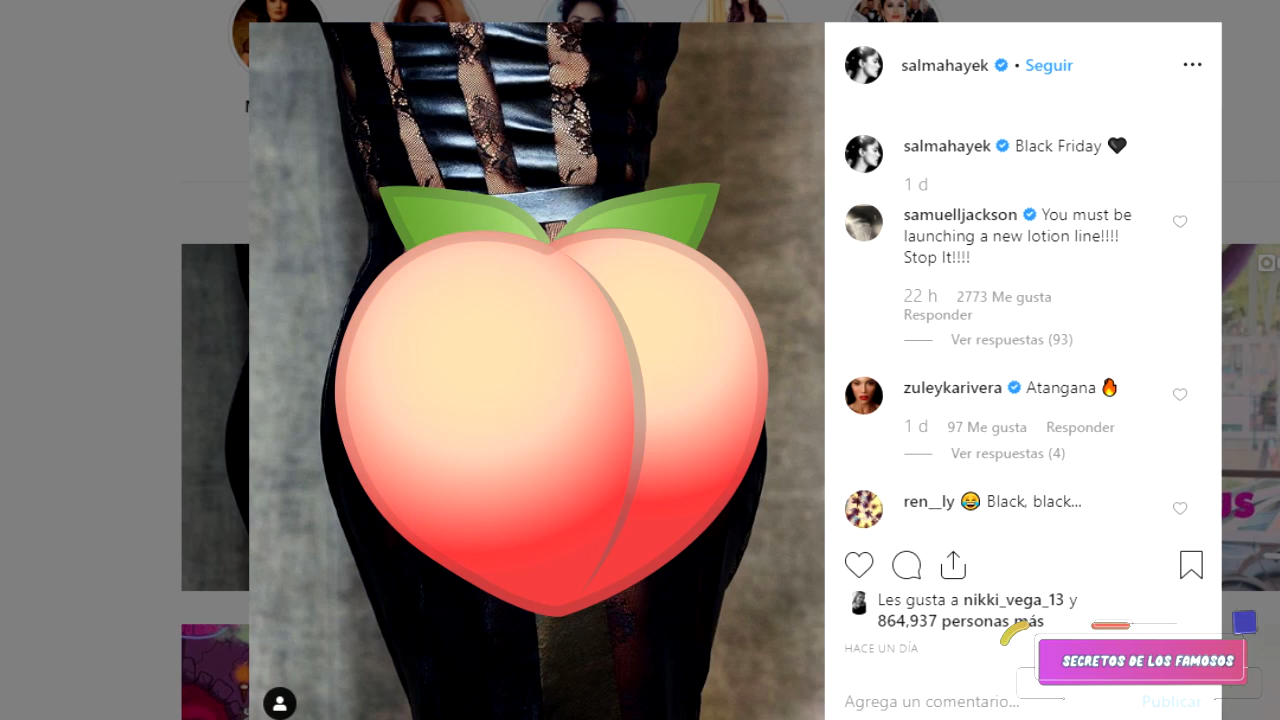 salmahayek • Seguir
salmahayek Black Friday
1 d
samuelljackson You must be
launching a new lotion line!!!!
Stop It!!!!
22 h 2773 Me gusta
Responder
Ver respuestas (93)
zuleykarivera Atangana
1 d 97 Me gusta Responder
Ver respuestas (4)
ren__ly Black, black...
Les gusta a nikki_vega_13 y
864,937 personas más
HACE UN DÍA
SECRETOS DE LOS FAMOSOS
Agrega un comentario... Publicar